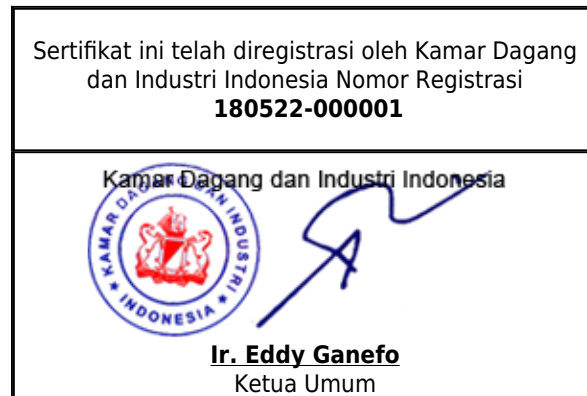 Sertifikat ini telah diregistrasi oleh Kamar Dagang
dan Industri Indonesia Nomor Registrasi
180522-000001
Kamar Dagang dan Industri Indonesia
KAMAR DAGANG DAN INDUSTRI
* INDONESIA *
Ir. Eddy Ganefo
Ketua Umum